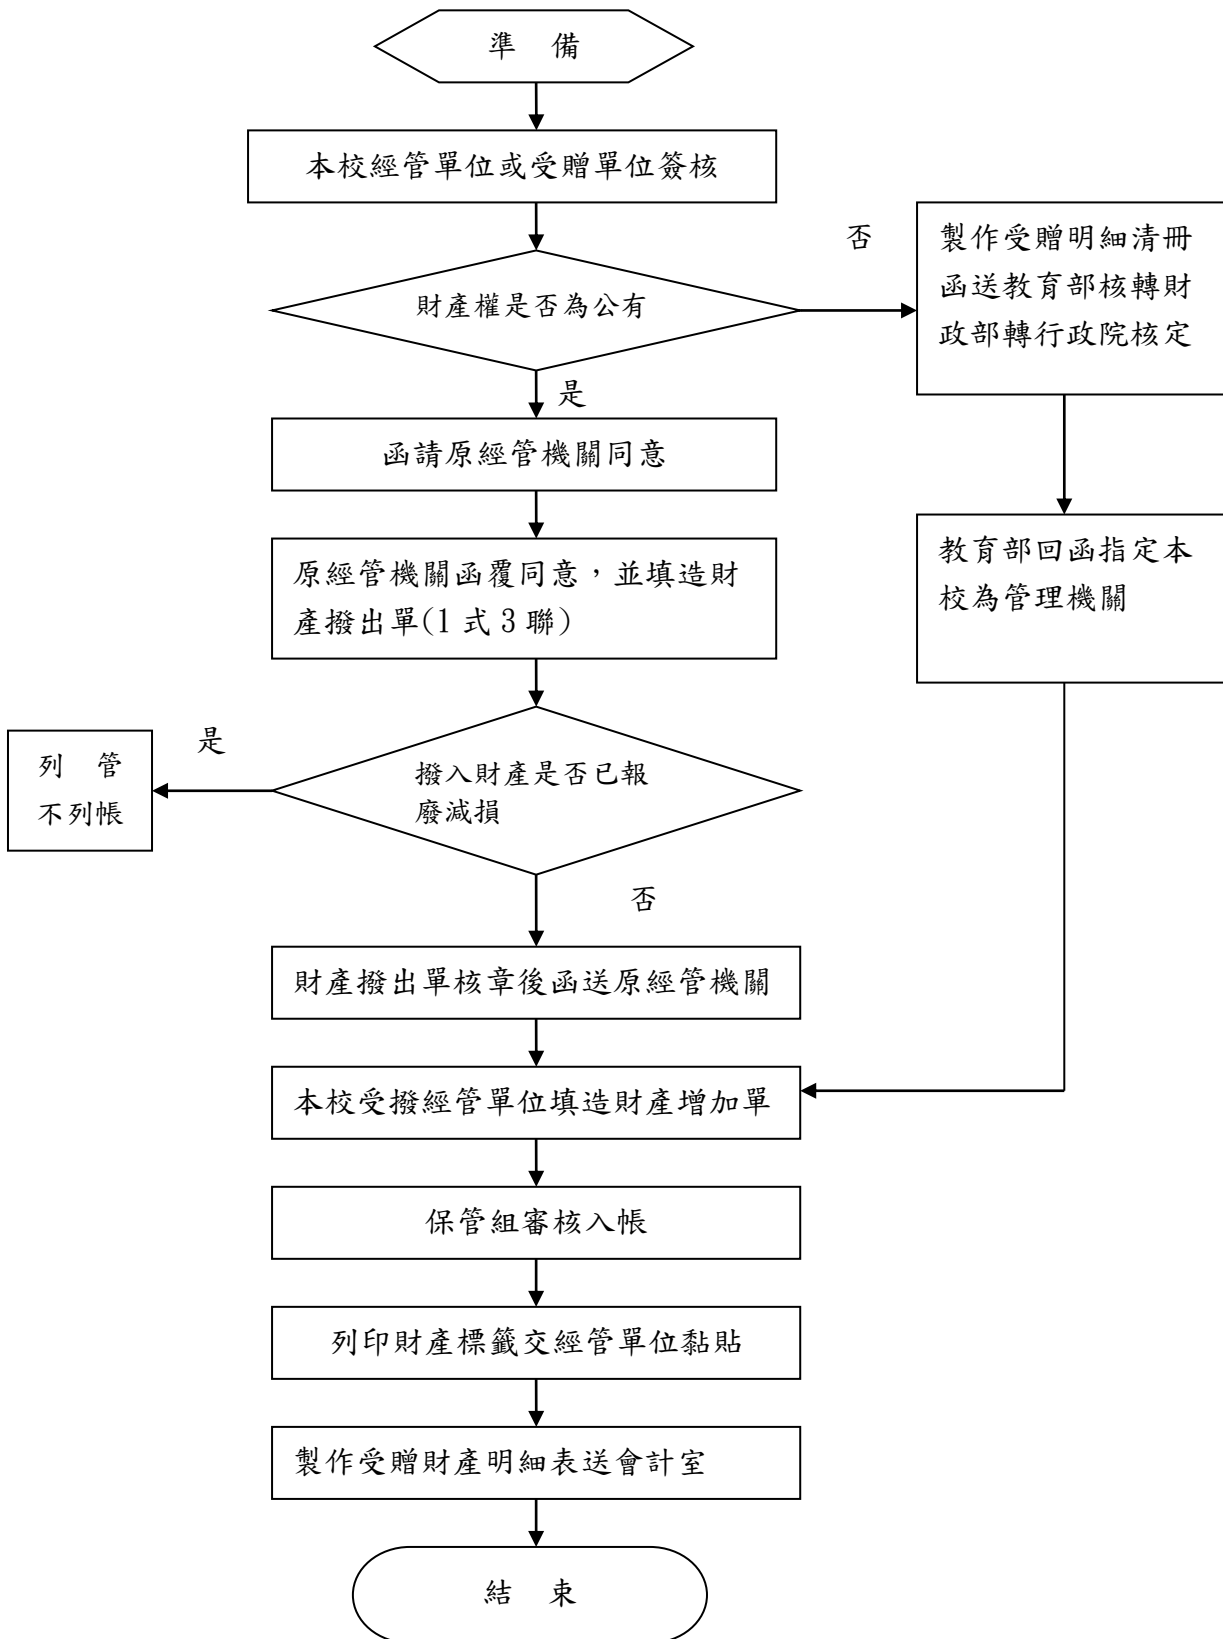 準 備
本校經管單位或受贈單位簽核
否
製作受贈明細清冊
函送教育部核轉財
政部轉行政院核定
財產權是否為公有
是
函請原經管機關同意
教育部回函指定本
校為管理機關
原經管機關函覆同意，並填造財
產撥出單(1 式 3 聯)
是
列 管
不列帳
撥入財產是否已報
廢減損
否
財產撥出單核章後函送原經管機關
本校受撥經管單位填造財產增加單
保管組審核入帳
列印財產標籤交經管單位黏貼
製作受贈財產明細表送會計室
結 束